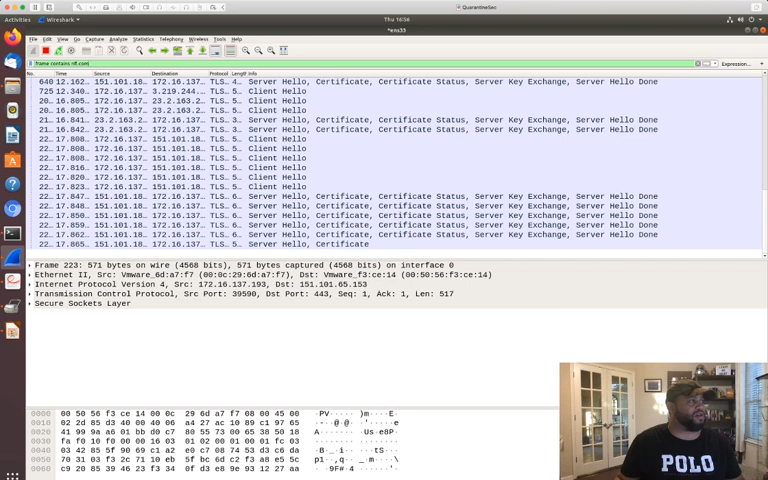 QuarantineSec
Activities Wireshark Thu 16:56
*ens33
File Edit View Go Capture Analyze Statistics Telephony Wireless Tools Help
frame contains nfl.com
Expression...
No. Time Source Destination Protocol Length Info
640 12.162… 151.101.18… 172.16.137… TLS… 4… Server Hello, Certificate, Certificate Status, Server Key Exchange, Server Hello Done
725 12.340… 172.16.137… 3.219.244.… TLS… 5… Client Hello
20… 16.805… 172.16.137… 23.2.163.2… TLS… 5… Client Hello
20… 16.805… 172.16.137… 23.2.163.2… TLS… 5… Client Hello
21… 16.841… 23.2.163.2… 172.16.137… TLS… 3… Server Hello, Certificate, Certificate Status, Server Key Exchange, Server Hello Done
21… 16.842… 23.2.163.2… 172.16.137… TLS… 5… Server Hello, Certificate, Certificate Status, Server Key Exchange, Server Hello Done
22… 17.808… 172.16.137… 151.101.18… TLS… 5… Client Hello
22… 17.808… 172.16.137… 151.101.18… TLS… 5… Client Hello
22… 17.808… 172.16.137… 151.101.18… TLS… 5… Client Hello
22… 17.816… 172.16.137… 151.101.18… TLS… 5… Client Hello
22… 17.820… 172.16.137… 151.101.18… TLS… 5… Client Hello
22… 17.823… 172.16.137… 151.101.18… TLS… 5… Client Hello
22… 17.847… 151.101.18… 172.16.137… TLS… 6… Server Hello, Certificate, Certificate Status, Server Key Exchange, Server Hello Done
22… 17.848… 151.101.18… 172.16.137… TLS… 6… Server Hello, Certificate, Certificate Status, Server Key Exchange, Server Hello Done
22… 17.850… 151.101.18… 172.16.137… TLS… 6… Server Hello, Certificate, Certificate Status, Server Key Exchange, Server Hello Done
22… 17.859… 151.101.18… 172.16.137… TLS… 6… Server Hello, Certificate, Certificate Status, Server Key Exchange, Server Hello Done
22… 17.862… 151.101.18… 172.16.137… TLS… 6… Server Hello, Certificate, Certificate Status, Server Key Exchange, Server Hello Done
22… 17.865… 151.101.18… 172.16.137… TLS… 5… Server Hello, Certificate
Frame 223: 571 bytes on wire (4568 bits), 571 bytes captured (4568 bits) on interface 0
Ethernet II, Src: Vmware_6d:a7:f7 (00:0c:29:6d:a7:f7), Dst: Vmware_f3:ce:14 (00:50:56:f3:ce:14)
Internet Protocol Version 4, Src: 172.16.137.193, Dst: 151.101.65.153
Transmission Control Protocol, Src Port: 39590, Dst Port: 443, Seq: 1, Ack: 1, Len: 517
Secure Sockets Layer
0000 00 50 56 f3 ce 14 00 0c 29 6d a7 f7 08 00 45 00 ·PV····· )m····E·
0010 02 2d 85 d3 40 00 40 06 a4 27 ac 10 89 c1 97 65 ·-··@·@· ·'·····e
0020 41 99 9a a6 01 bb 00 c7 80 55 73 00 65 38 50 18 A······· ·Us·e8P·
0030 fa f0 10 f0 00 00 16 03 01 02 00 01 00 01 fc 03 ········ ········
0040 03 42 85 5f 90 69 c1 a2 e0 c7 08 74 53 d3 c6 da ·B·_·i·· ···tS···
0050 70 31 03 f3 2c 71 10 eb 5f bc 6d c2 f3 a8 e5 5c p1··,q·· _·m····\
0060 c9 20 85 39 46 23 f3 34 0f d3 e8 9e 93 12 27 aa · ·9F#·4 ······'·
POLO